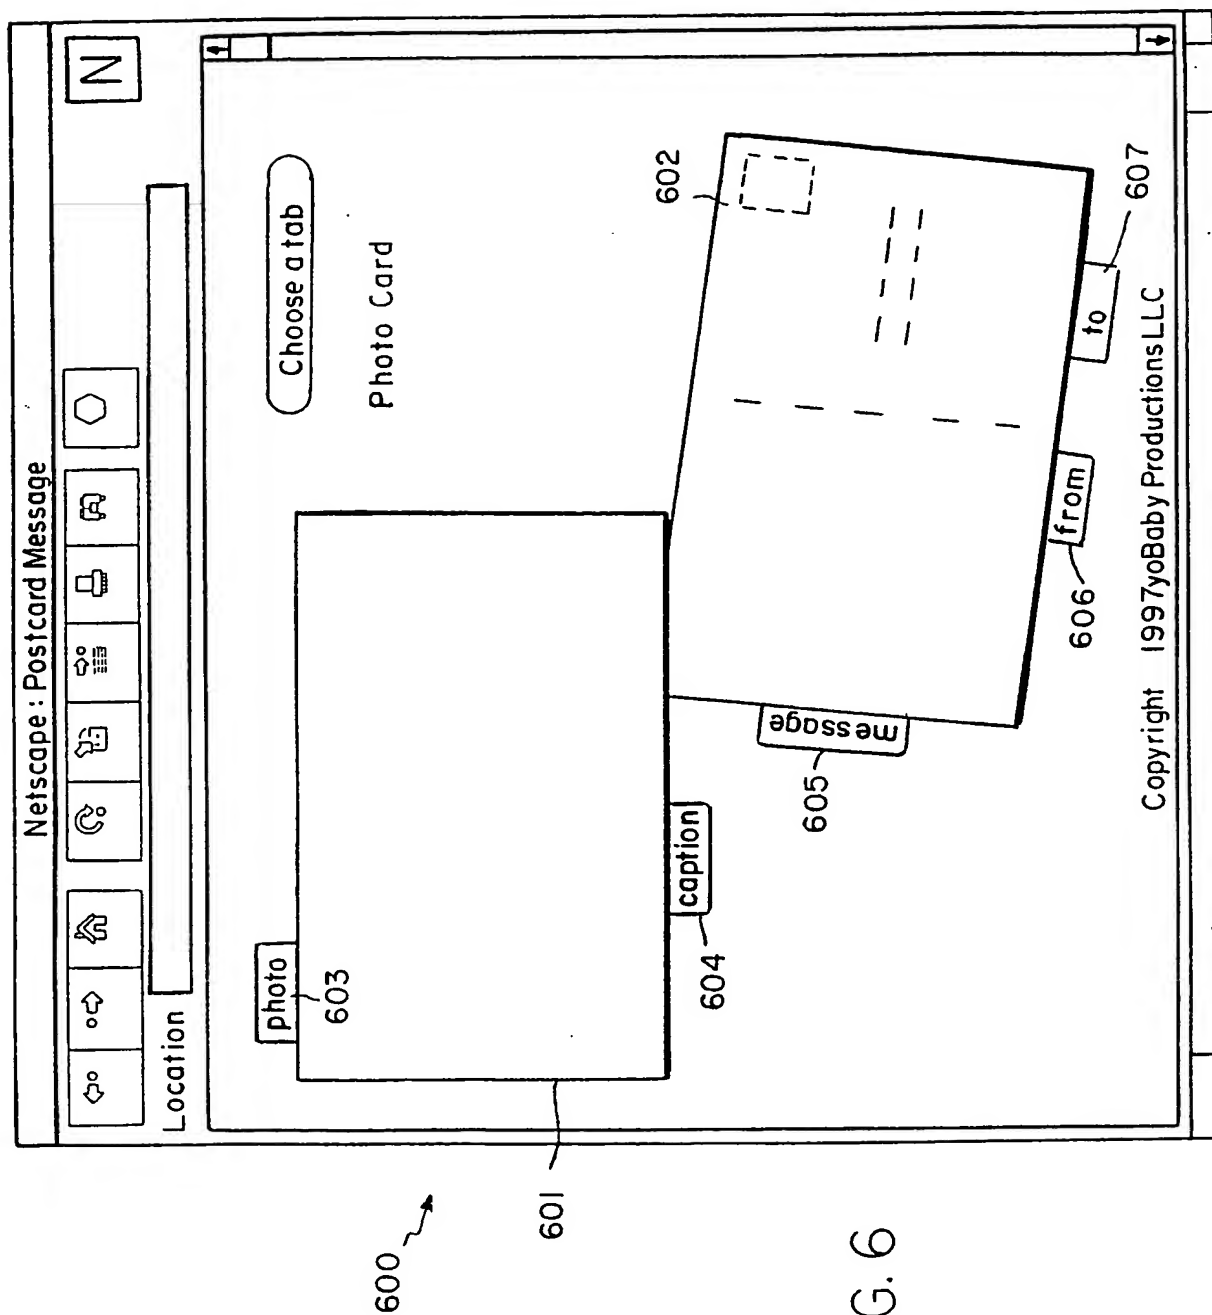 Netscape: Postcard Message
N
Location
Choose a tab
Photo Card
photo
603
caption
604
601
600
602
message
605
from
606
to
607
Copyright 1997yoBaby Productions LLC
G. 6